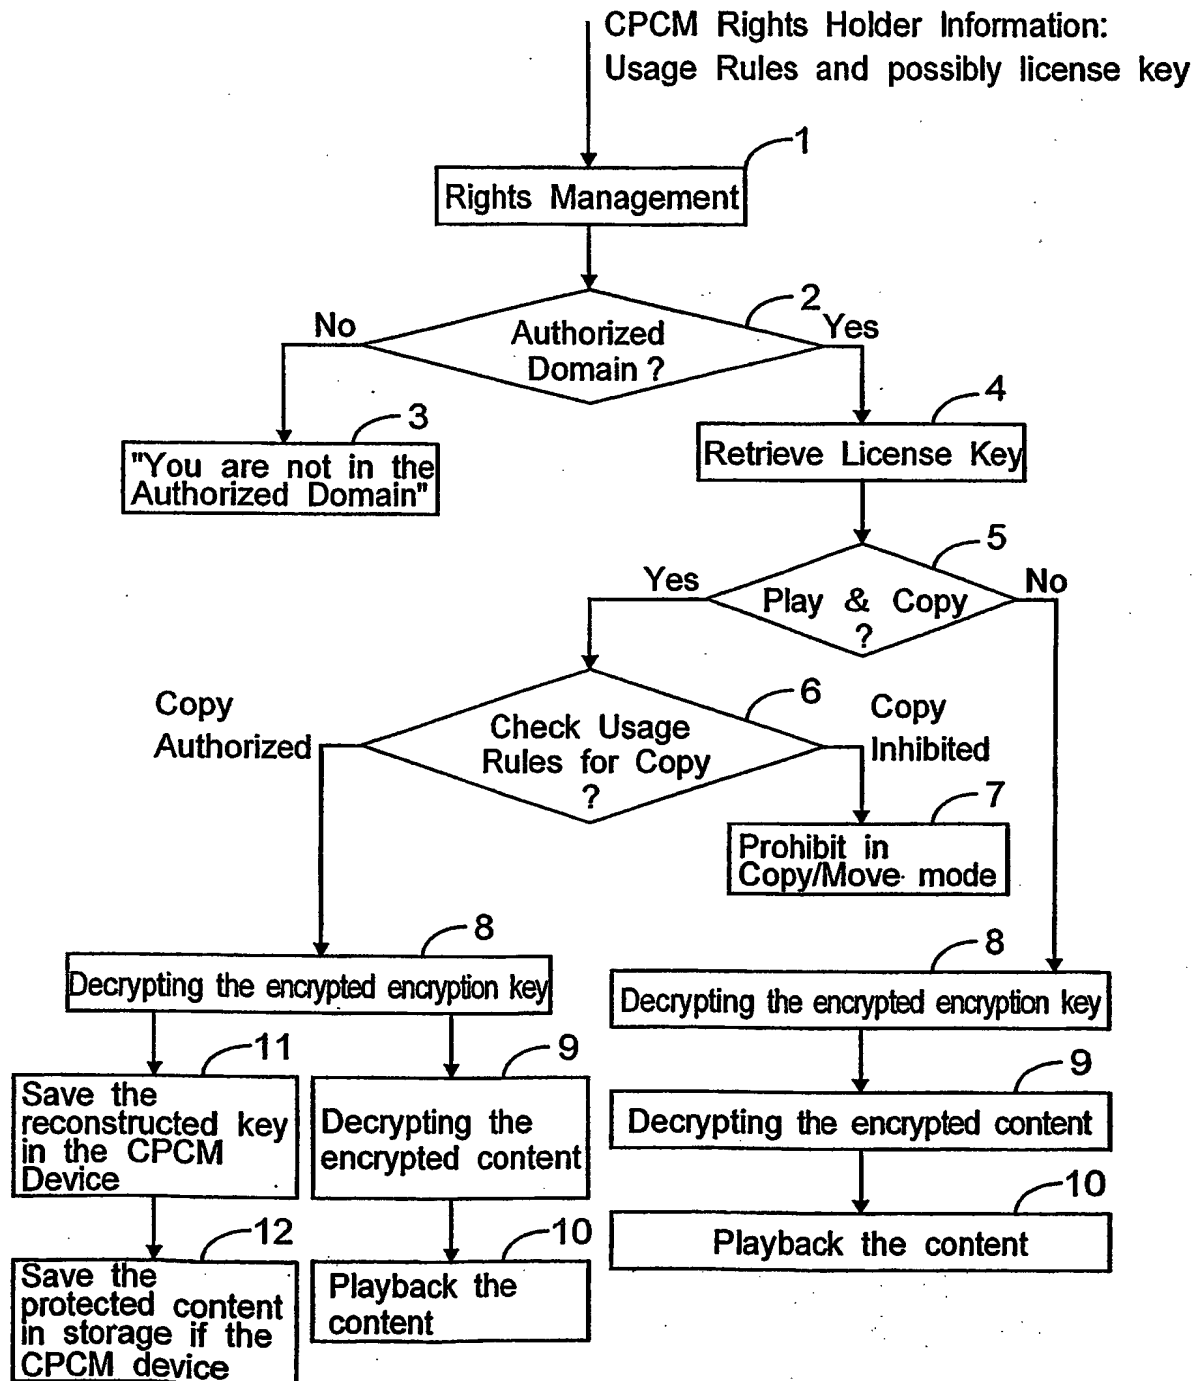 CPCM Rights Holder Information:
Usage Rules and possibly license key
1
Rights Management
2
No
Yes
Authorized
Domain ?
3
"You are not in the
Authorized Domain"
4
Retrieve License Key
5
Yes
No
Play & Copy
?
6
Copy
Authorized
Check Usage
Rules for Copy
?
Copy
Inhibited
7
Prohibit in
Copy/Move mode
8
Decrypting the encrypted encryption key
8
Decrypting the encrypted encryption key
11
Save the
reconstructed key
in the CPCM
Device
9
Decrypting the
encrypted content
9
Decrypting the encrypted content
12
Save the
protected content
in storage if the
CPCM device
10
Playback the
content
10
Playback the content